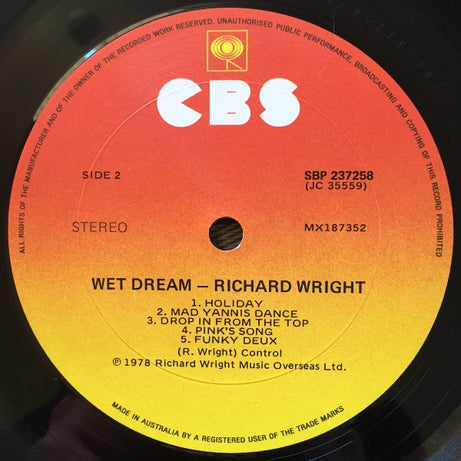 ALL RIGHTS OF THE MANUFACTURER AND OF THE OWNER OF THE RECORDED WORK RESERVED. UNAUTHORISED PUBLIC PERFORMANCE, BROADCASTING AND COPYING OF THIS RECORD PROHIBITED
CBS
SIDE 2
SBP 237258
(JC 35559)
STEREO
MX187352
WET DREAM – RICHARD WRIGHT
1. HOLIDAY
2. MAD YANNIS DANCE
3. DROP IN FROM THE TOP
4. PINK'S SONG
5. FUNKY DEUX
(R. Wright) Control
℗ 1978 Richard Wright Music Overseas Ltd.
MADE IN AUSTRALIA BY A REGISTERED USER OF THE TRADE MARKS